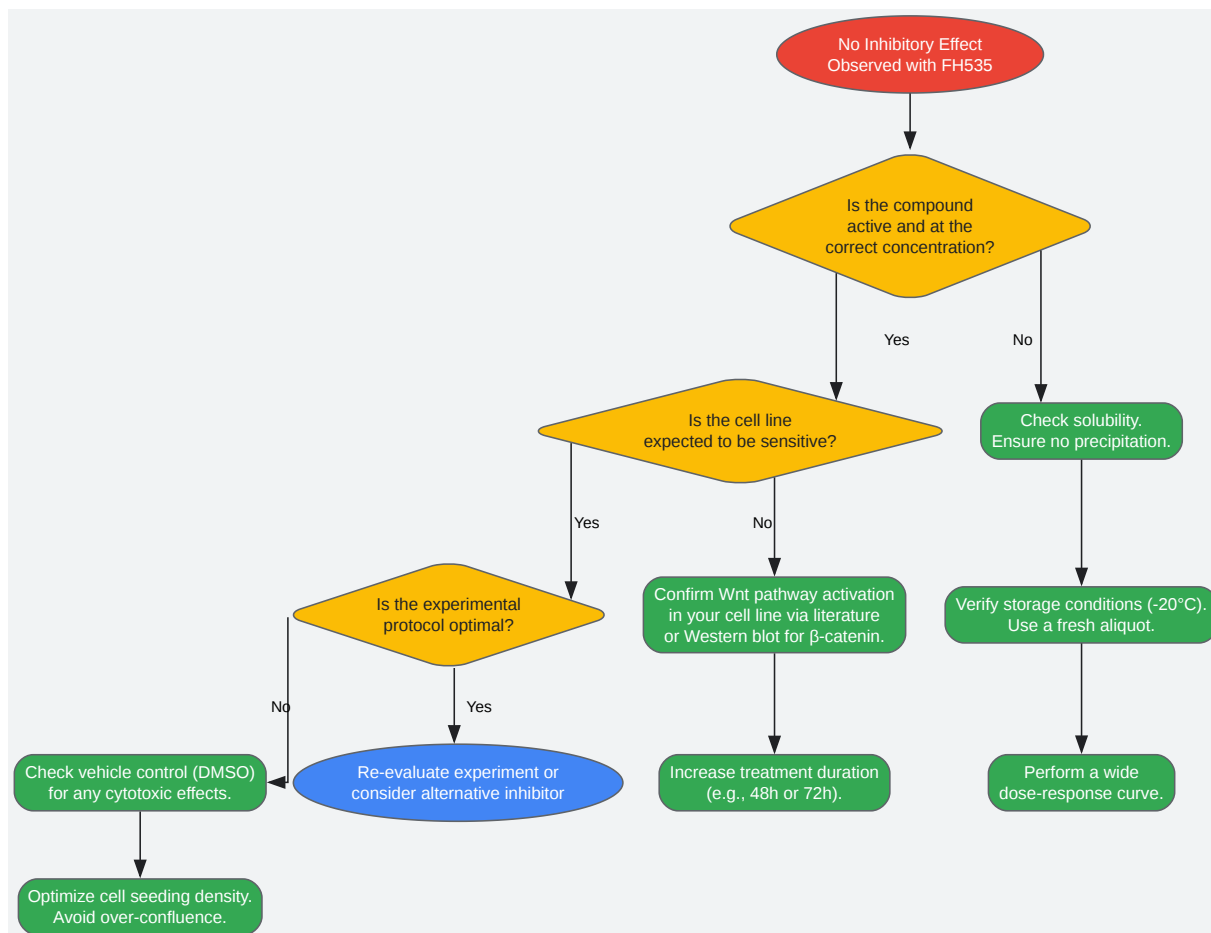 No Inhibitory Effect
Observed with FH535
Is the compound
active and at the
correct concentration?
Yes
No
Is the cell line
expected to be sensitive?
Check solubility.
Ensure no precipitation.
Yes
No
Is the experimental
protocol optimal?
Confirm Wnt pathway activation
in your cell line via literature
or Western blot for β-catenin.
Verify storage conditions (-20°C).
Use a fresh aliquot.
No
Yes
Check vehicle control (DMSO)
for any cytotoxic effects.
Re-evaluate experiment or
consider alternative inhibitor
Increase treatment duration
(e.g., 48h or 72h).
Perform a wide
dose-response curve.
Optimize cell seeding density.
Avoid over-confluence.